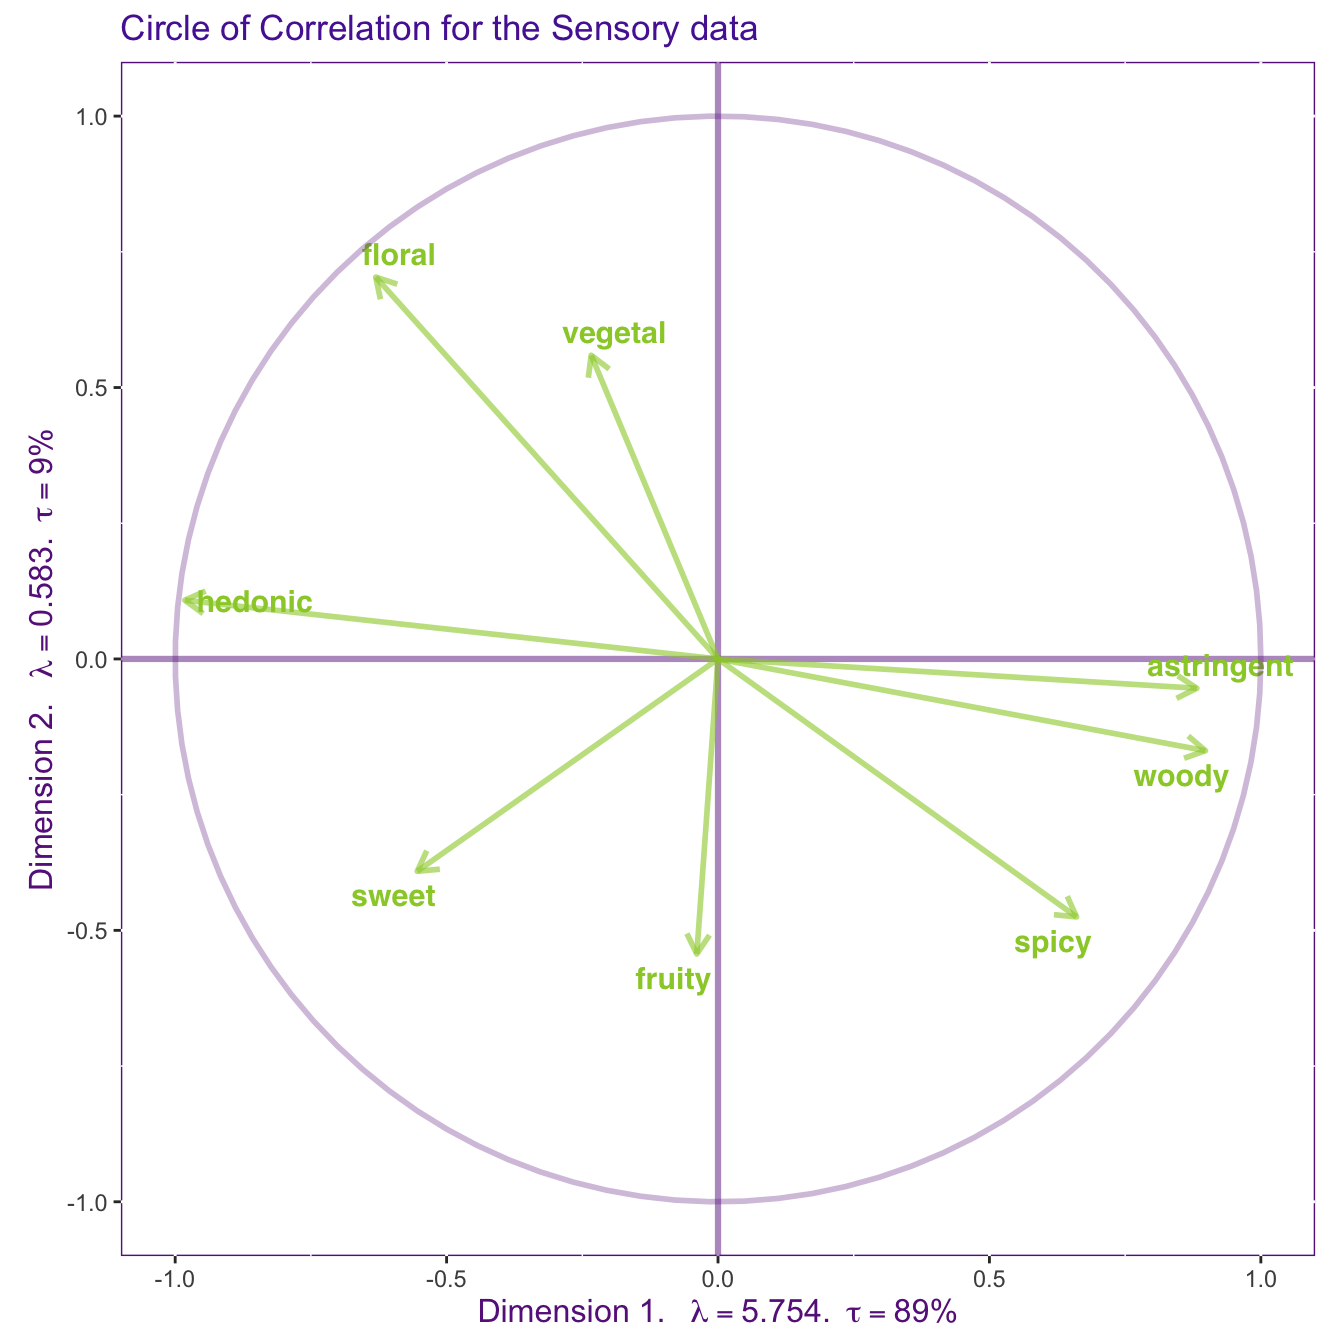 Circle of Correlation for the Sensory data
1.0
0.5
0.0
-0.5
-1.0
Dimension 2. λ = 0.583. τ = 9%
floral
vegetal
hedonic
astringent
woody
sweet
spicy
fruity
-1.0 -0.5 0.0 0.5 1.0
Dimension 1. λ = 5.754. τ = 89%